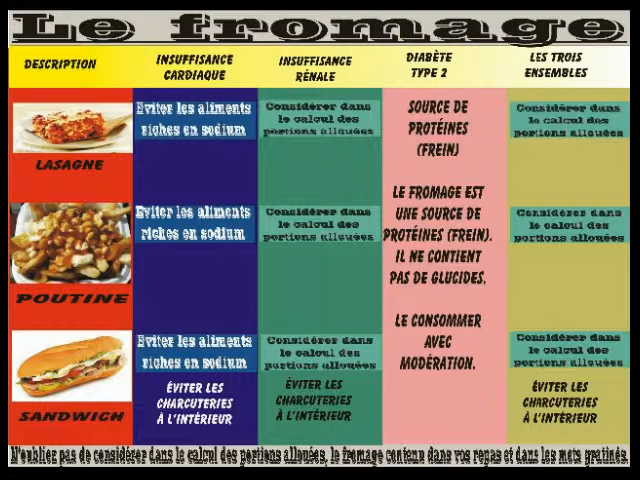 Le fromage
DESCRIPTION
INSUFFISANCE
CARDIAQUE
INSUFFISANCE
RÉNALE
DIABÈTE
TYPE 2
LES TROIS
ENSEMBLES
LASAGNE
Eviter les aliments
riches en sodium
Considérer dans
le calcul des
portions allouées
SOURCE DE
PROTÉINES
(FREIN)
Considérer dans
le calcul des
portions allouées
POUTINE
Eviter les aliments
riches en sodium
Considérer dans
le calcul des
portions allouées
LE FROMAGE EST
UNE SOURCE DE
PROTÉINES (FREIN).
IL NE CONTIENT
PAS DE GLUCIDES.
Considérer dans
le calcul des
portions allouées
SANDWICH
Eviter les aliments
riches en sodium
ÉVITER LES
CHARCUTERIES
À L'INTÉRIEUR
Considérer dans
le calcul des
portions allouées
ÉVITER LES
CHARCUTERIES
À L'INTÉRIEUR
LE CONSOMMER
AVEC
MODÉRATION.
Considérer dans
le calcul des
portions allouées
ÉVITER LES
CHARCUTERIES
À L'INTÉRIEUR
N'oublier pas de considérer dans le calcul des portions allouées, le fromage contenu dans vos repas et dans les mets gratinés.